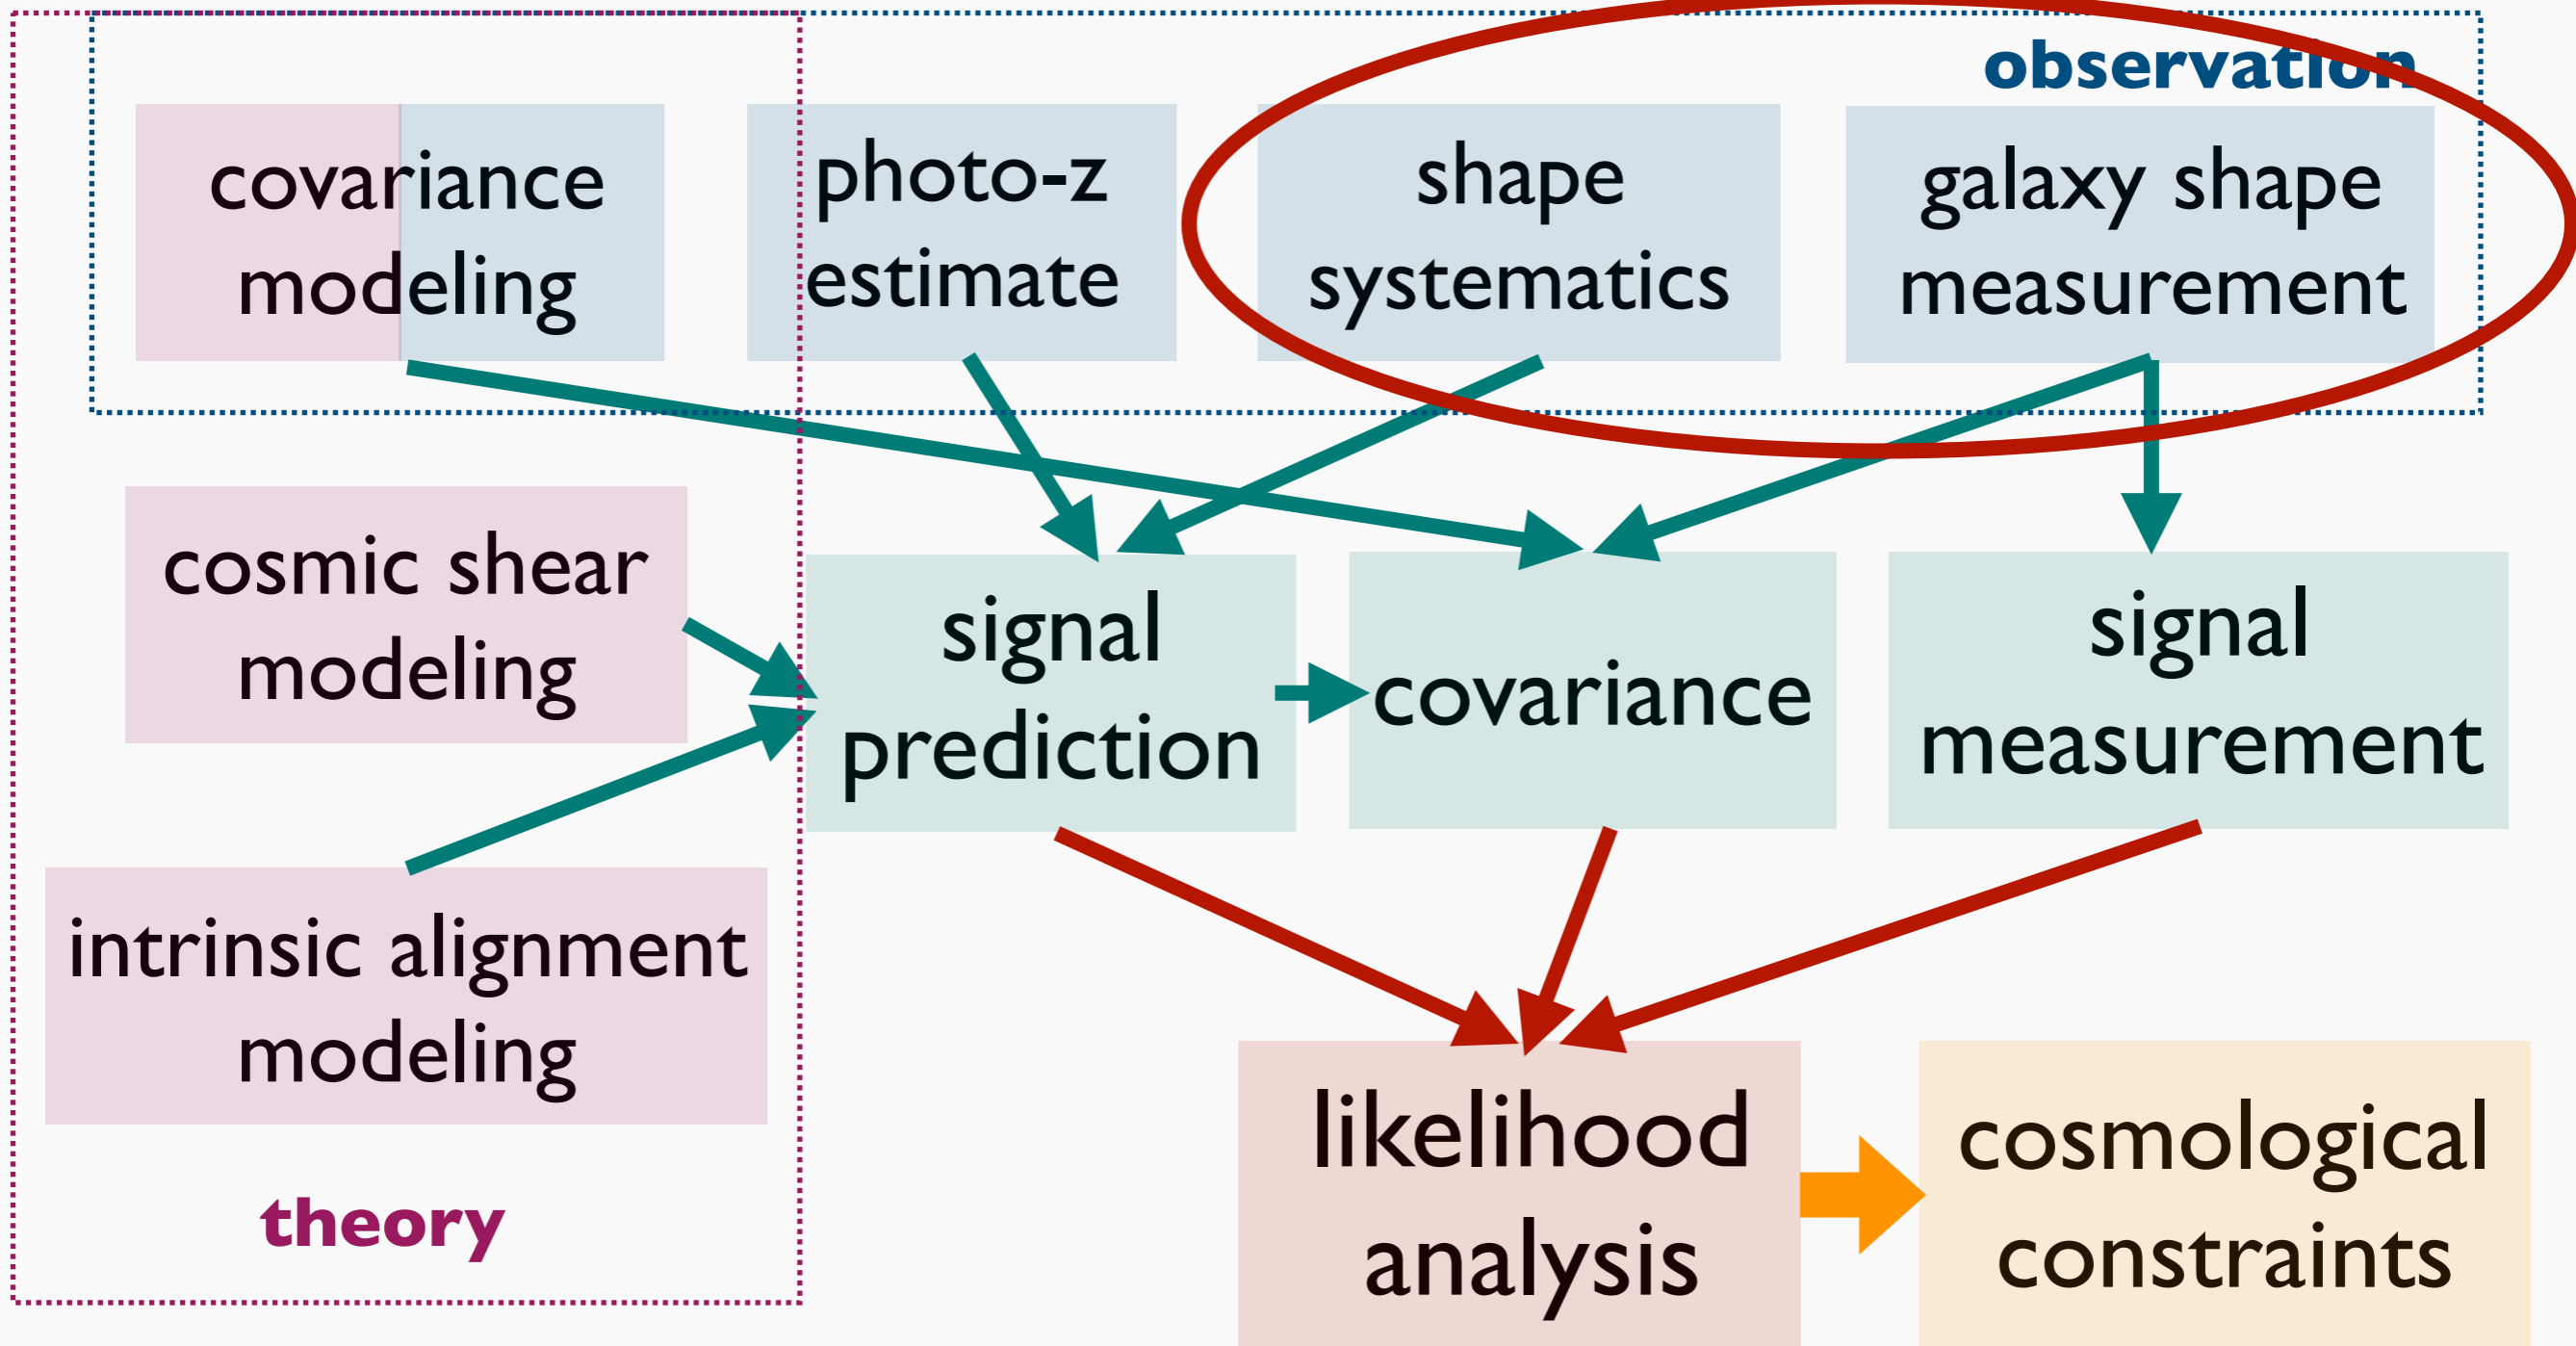 observation
covariance
modeling
photo-z
estimate
shape
systematics
galaxy shape
measurement
cosmic shear
modeling
signal
prediction
covariance
signal
measurement
intrinsic alignment
modeling
theory
likelihood
analysis
cosmological
constraints